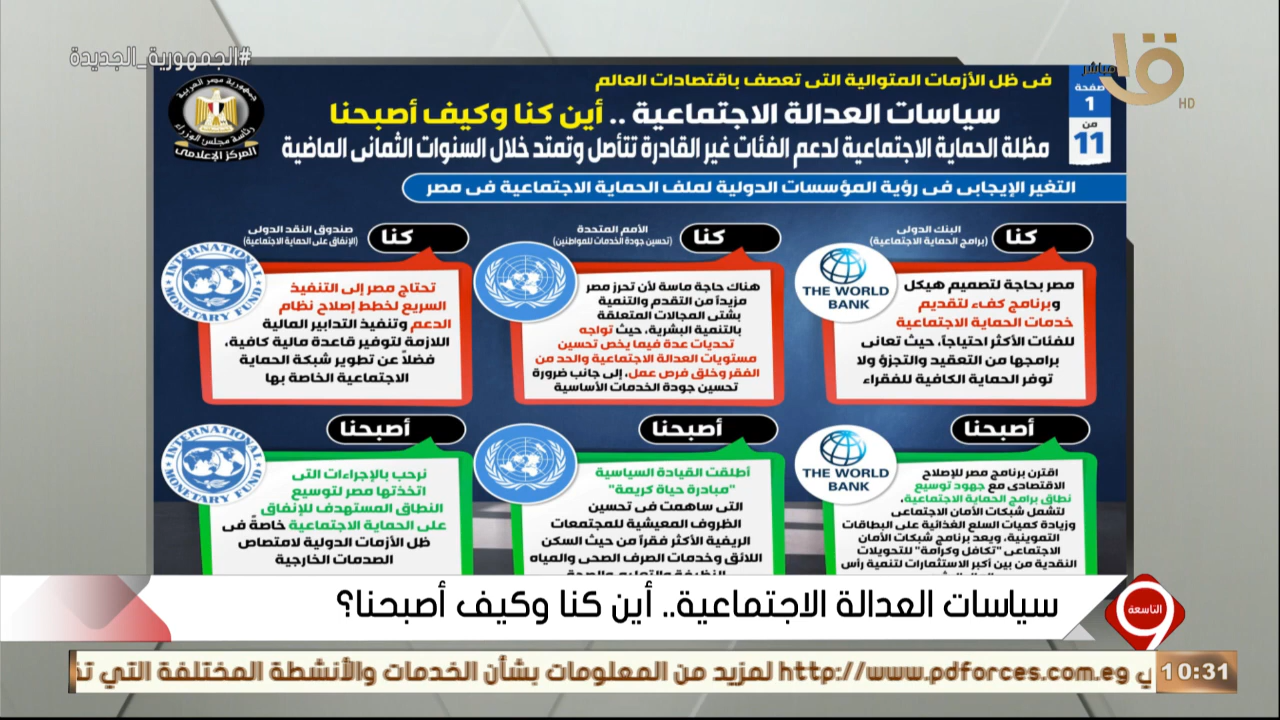 #الجمهورية_الجديدة
مباشر
HD
جمهورية مصر العربية
رئاسة مجلس الوزراء
المركز الإعلامى
صفحة
1
من
11
فى ظل الأزمات المتوالية التى تعصف باقتصادات العالم
سياسات العدالة الاجتماعية .. أين كنا وكيف أصبحنا
مظلة الحماية الاجتماعية لدعم الفئات غير القادرة تتأصل وتمتد خلال السنوات الثمانى الماضية
التغير الإيجابى فى رؤية المؤسسات الدولية لملف الحماية الاجتماعية فى مصر
كنا
البنك الدولى
(برامج الحماية الاجتماعية)
THE WORLD
BANK
مصر بحاجة لتصميم هيكل
وبرنامج كفء لتقديم
خدمات الحماية الاجتماعية
للفئات الأكثر احتياجاً، حيث تعانى
برامجها من التعقيد والتجزؤ ولا
توفر الحماية الكافية للفقراء
كنا
الأمم المتحدة
(تحسين جودة الخدمات للمواطنين)
هناك حاجة ماسة لأن تحرز مصر
مزيداً من التقدم والتنمية
بشتى المجالات المتعلقة
بالتنمية البشرية، حيث تواجه
تحديات عدة فيما يخص تحسين
مستويات العدالة الاجتماعية والحد من
الفقر وخلق فرص عمل، إلى جانب ضرورة
تحسين جودة الخدمات الأساسية
كنا
صندوق النقد الدولى
(الإنفاق على الحماية الاجتماعية)
INTERNATIONAL
MONETARY FUND
تحتاج مصر إلى التنفيذ
السريع لخطط إصلاح نظام
الدعم وتنفيذ التدابير المالية
اللازمة لتوفير قاعدة مالية كافية،
فضلاً عن تطوير شبكة الحماية
الاجتماعية الخاصة بها
أصبحنا
THE WORLD
BANK
اقترن برنامج مصر للإصلاح
الاقتصادى مع جهود توسيع
نطاق برامج الحماية الاجتماعية،
لتشمل شبكات الأمان الاجتماعى
وزيادة كميات السلع الغذائية على البطاقات
التموينية، ويعد برنامج شبكات الأمان
الاجتماعى "تكافل وكرامة" للتحويلات
النقدية من بين أكبر الاستثمارات لتنمية رأس
أصبحنا
أطلقت القيادة السياسية
"مبادرة حياة كريمة"
التى ساهمت فى تحسين
الظروف المعيشية للمجتمعات
الريفية الأكثر فقراً من حيث السكن
اللائق وخدمات الصرف الصحى والمياه
النظيفة والتعليم والصحة
أصبحنا
INTERNATIONAL
MONETARY FUND
نرحب بالإجراءات التى
اتخذتها مصر لتوسيع
النطاق المستهدف للإنفاق
على الحماية الاجتماعية خاصةً فى
ظل الأزمات الدولية لامتصاص
الصدمات الخارجية
التاسعة
9
سياسات العدالة الاجتماعية.. أين كنا وكيف أصبحنا؟
10:31
ي http://www.pdforces.com.eg لمزيد من المعلومات بشأن الخدمات والأنشطة المختلفة التي